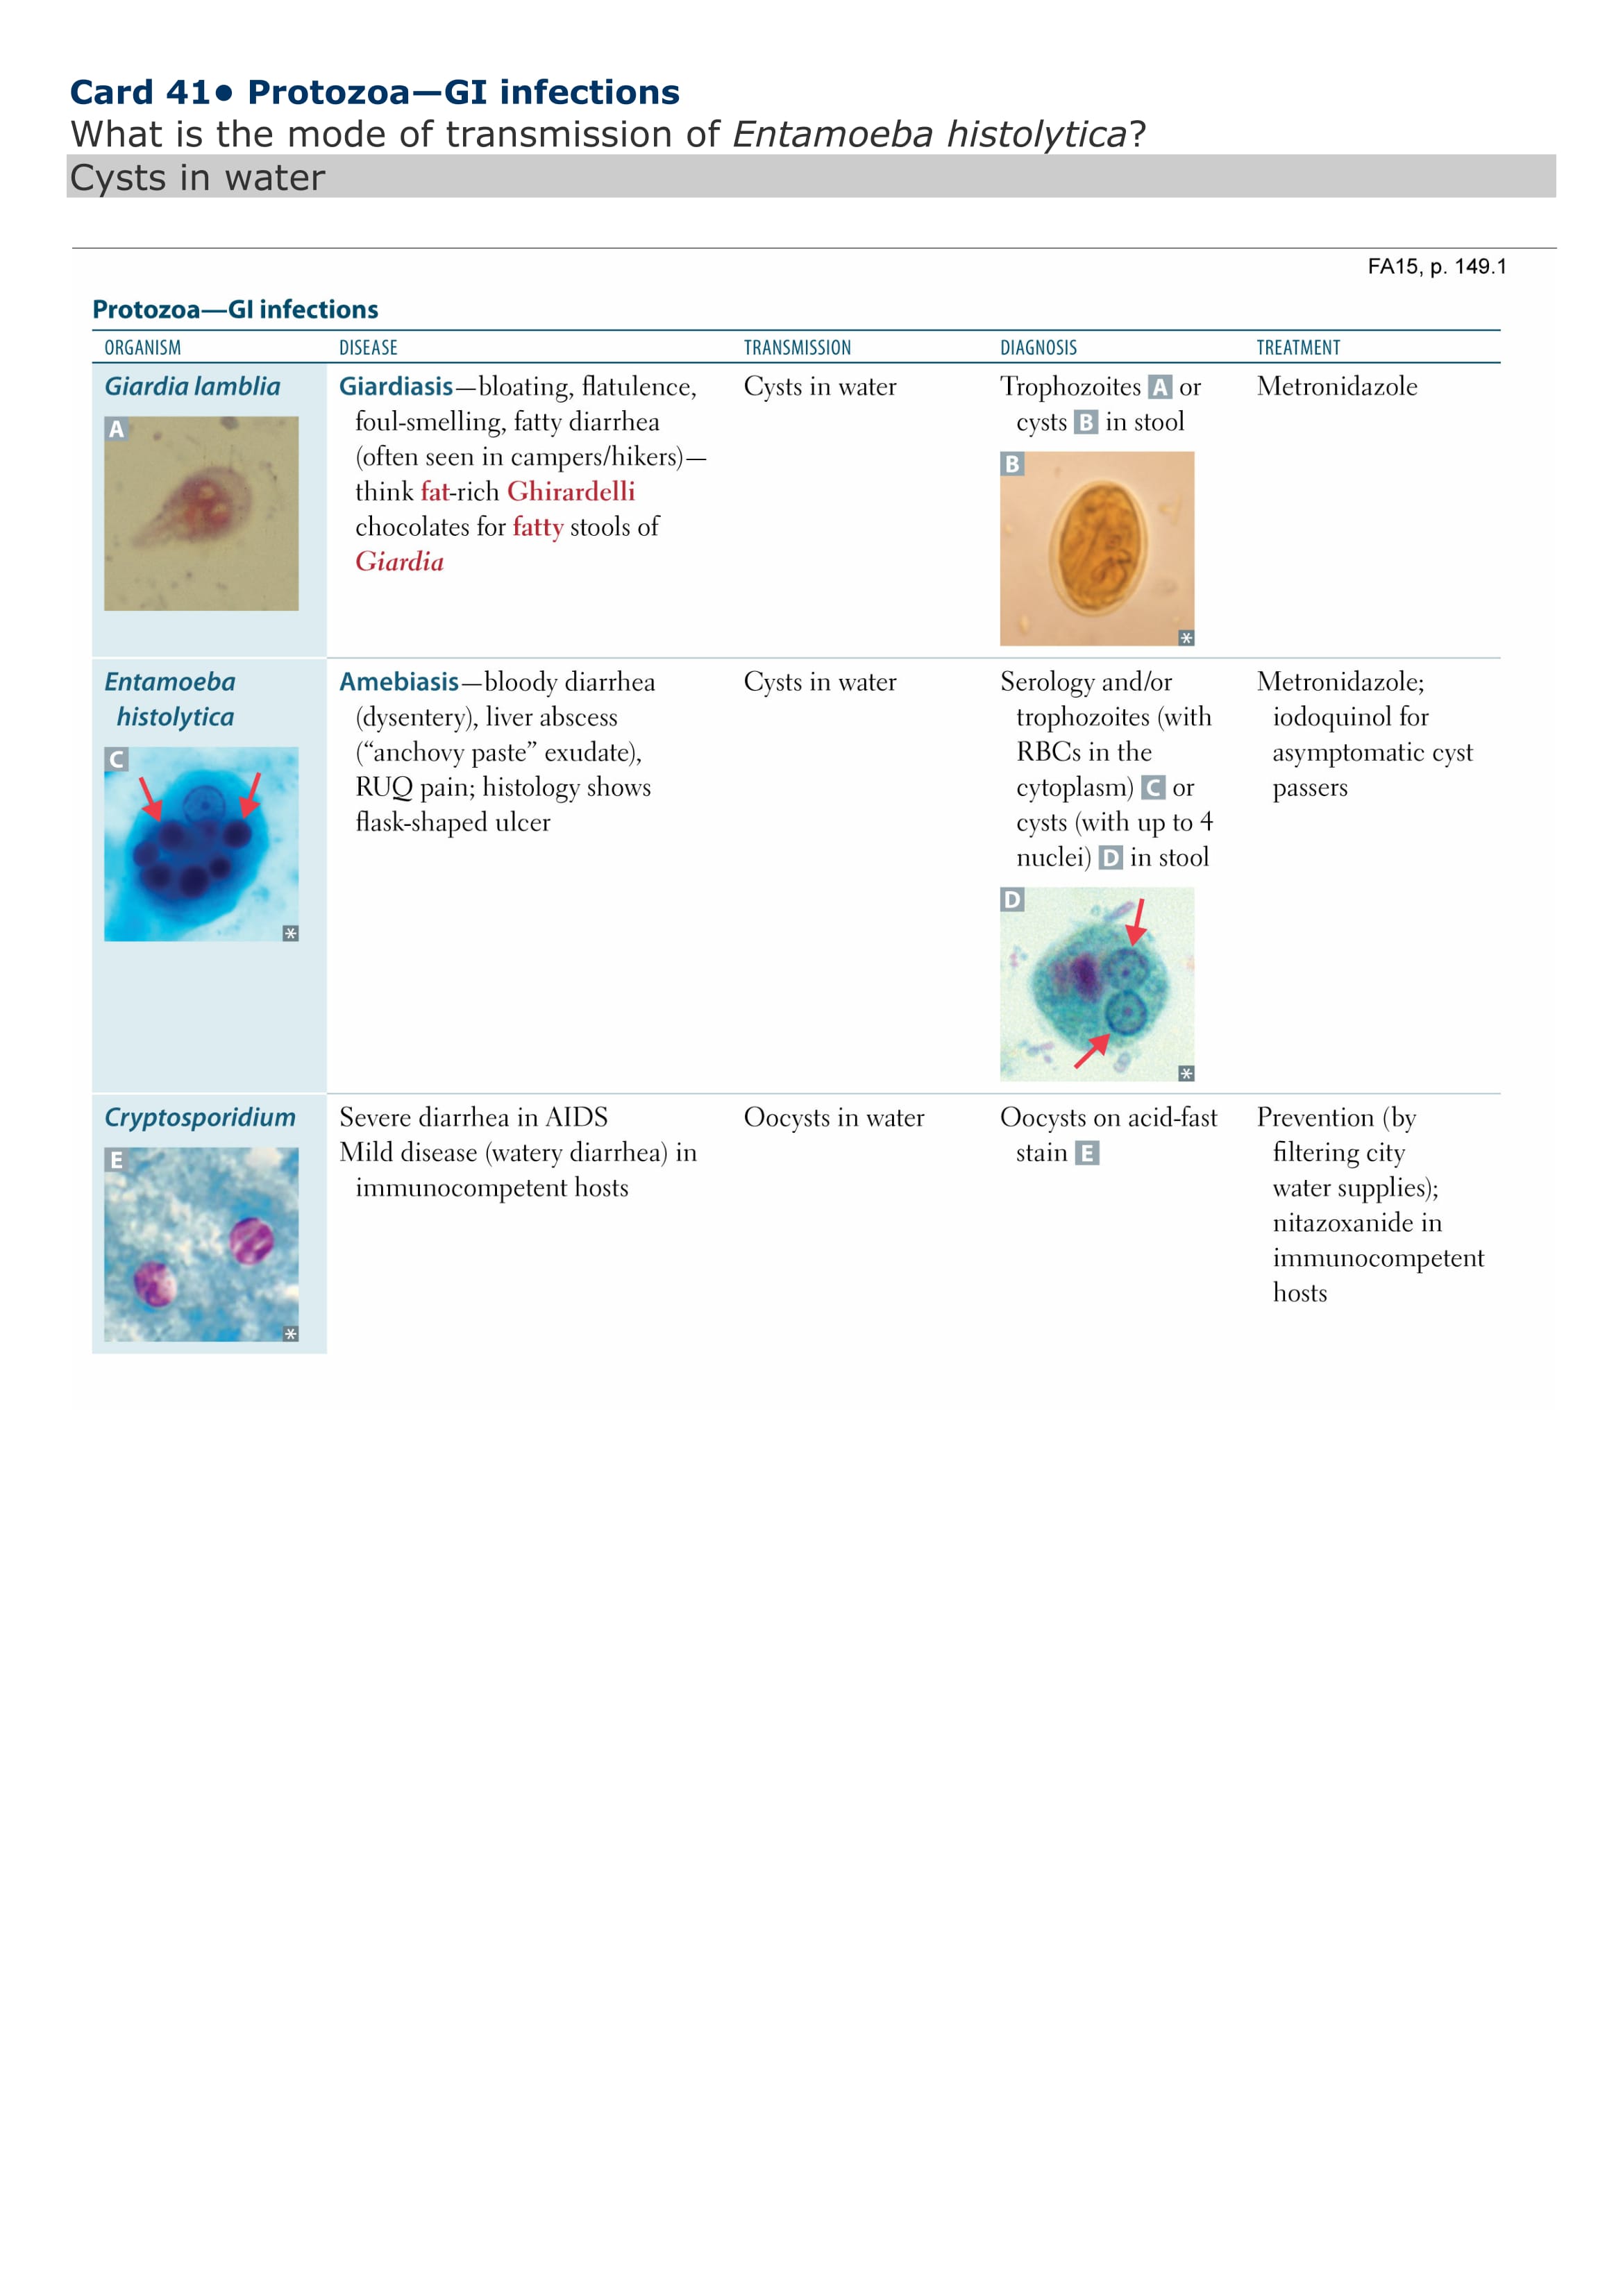 Card 41● Protozoa—GI infections
What is the mode of transmission of Entamoeba histolytica?
Cysts in water
FA15, p. 149.1
Protozoa—GI infections
ORGANISM DISEASE TRANSMISSION DIAGNOSIS TREATMENT
Giardia lamblia
A
Giardiasis—bloating, flatulence,
foul-smelling, fatty diarrhea
(often seen in campers/hikers)—
think fat-rich Ghirardelli
chocolates for fatty stools of
Giardia
Cysts in water
Trophozoites A or
cysts B in stool
B
*
Metronidazole
Entamoeba
histolytica
C
*
Amebiasis—bloody diarrhea
(dysentery), liver abscess
(“anchovy paste” exudate),
RUQ pain; histology shows
flask-shaped ulcer
Cysts in water
Serology and/or
trophozoites (with
RBCs in the
cytoplasm) C or
cysts (with up to 4
nuclei) D in stool
D
*
Metronidazole;
iodoquinol for
asymptomatic cyst
passers
Cryptosporidium
E
*
Severe diarrhea in AIDS
Mild disease (watery diarrhea) in
immunocompetent hosts
Oocysts in water
Oocysts on acid-fast
stain E
Prevention (by
filtering city
water supplies);
nitazoxanide in
immunocompetent
hosts